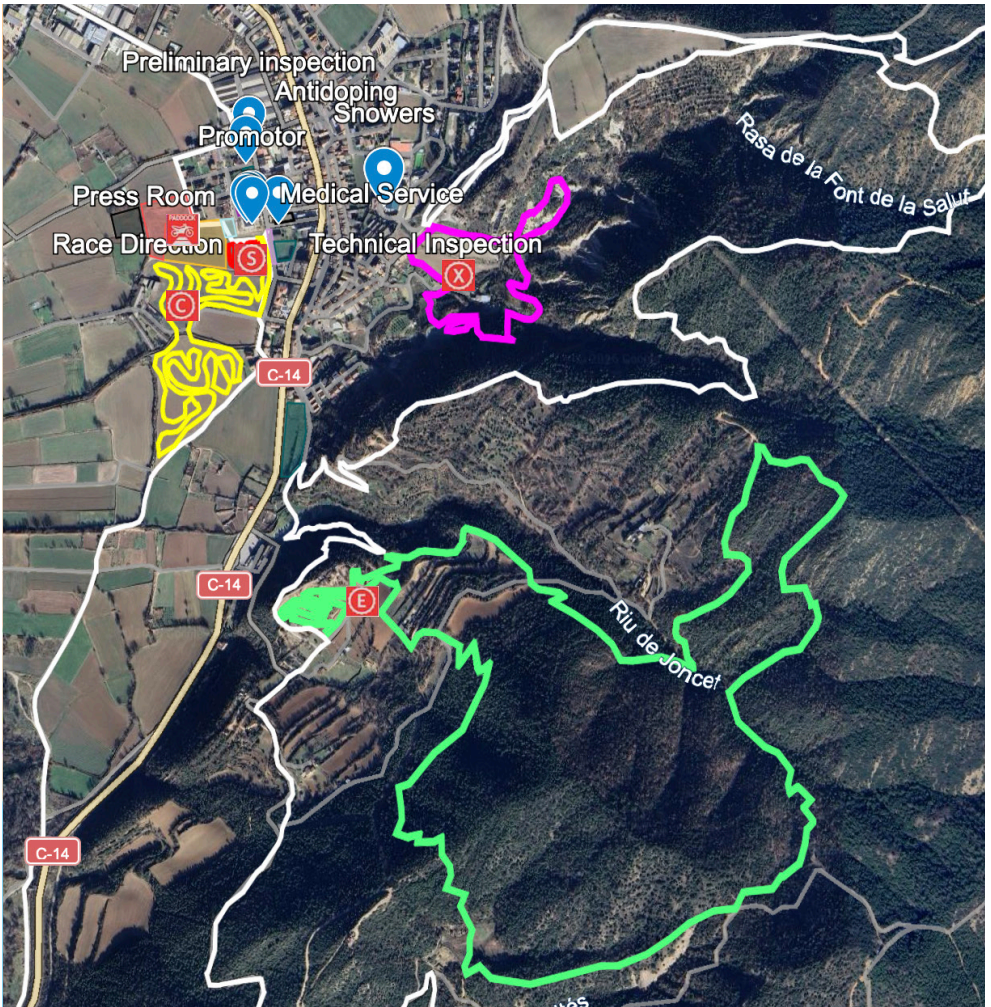 Preliminary inspection
Antidoping
Showers
Promotor
Rasa de la Font de la Salut
Press Room
Medical Service
PADDOCK
Race Direction
Technical Inspection
S
X
C
C-14
C-14
E
Riu de Joncet
C-14